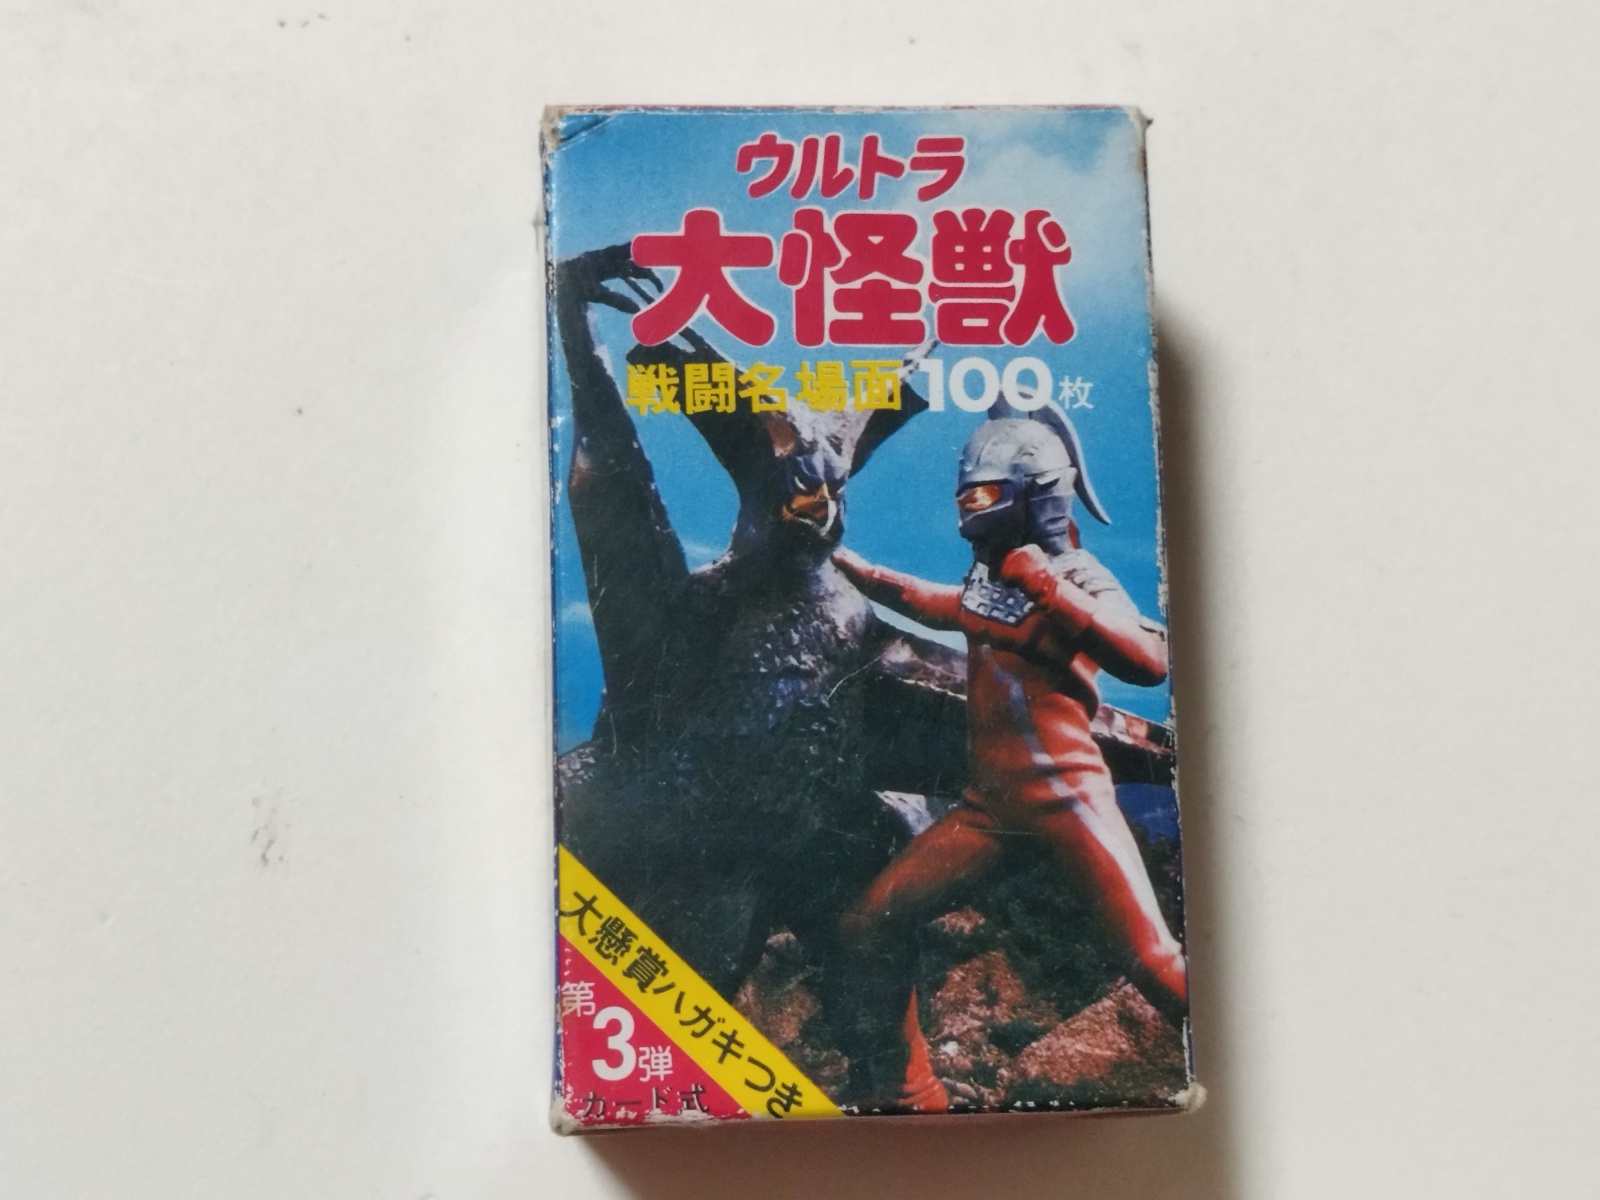 ウルトラ
大怪獣
戦闘名場面100枚
大懸賞ハガキつき
第3弾
カード式